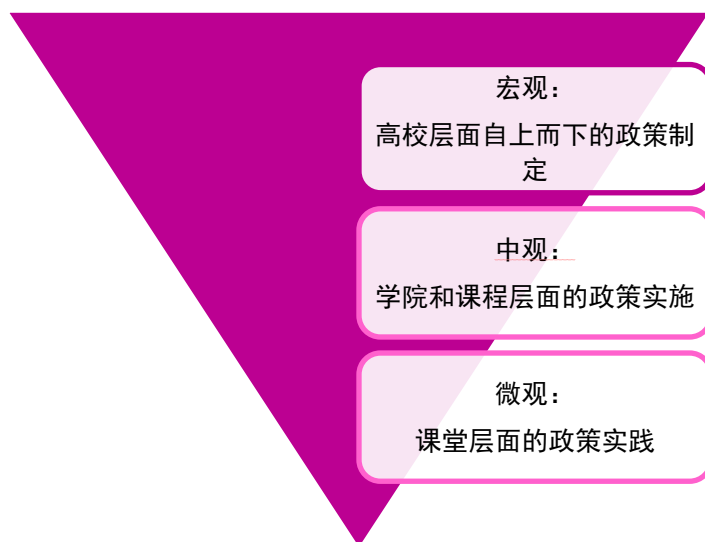 宏观：
高校层面自上而下的政策制
定
中观：
学院和课程层面的政策实施
微观：
课堂层面的政策实践